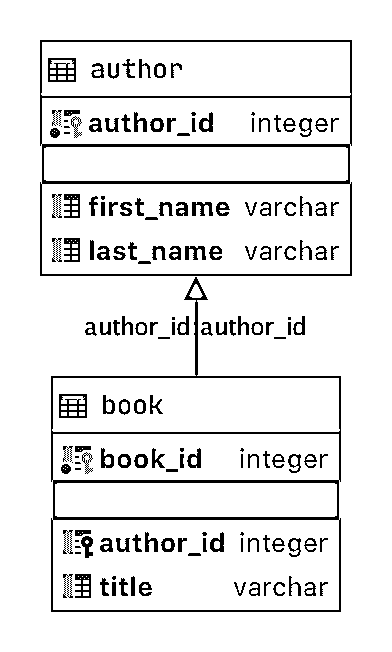 author
author_id integer
first_name varchar
last_name varchar
author_id:author_id
book
book_id integer
author_id integer
title varchar